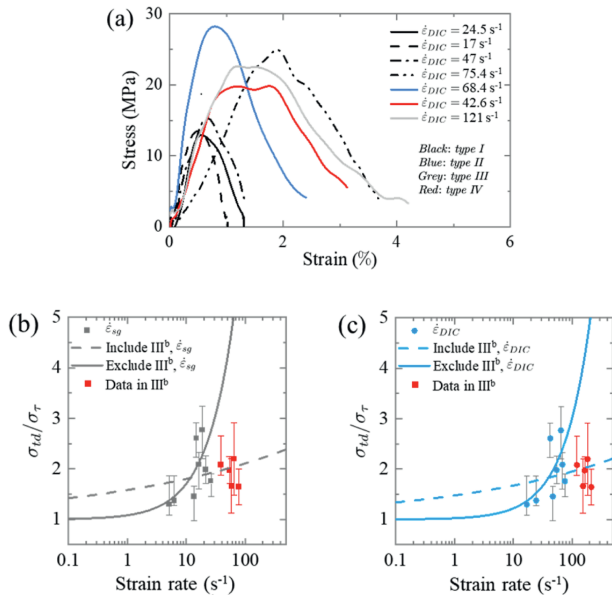 (a)
30
20
10
0
Stress (MPa)
0 2 4 6
Strain (%)
ε̇DIC = 24.5 s-1
ε̇DIC = 17 s-1
ε̇DIC = 47 s-1
ε̇DIC = 75.4 s-1
ε̇DIC = 68.4 s-1
ε̇DIC = 42.6 s-1
ε̇DIC = 121 s-1
Black: type I
Blue: type II
Grey: type III
Red: type IV
(b)
5
4
3
2
1
0
σtd/στ
ε̇sg
Include IIIb, ε̇sg
Exclude IIIb, ε̇sg
Data in IIIb
0.1 1 10 100
Strain rate (s-1)
(c)
5
4
3
2
1
0
σtd/στ
ε̇DIC
Include IIIb, ε̇DIC
Exclude IIIb, ε̇DIC
Data in IIIb
0.1 1 10 100
Strain rate (s-1)